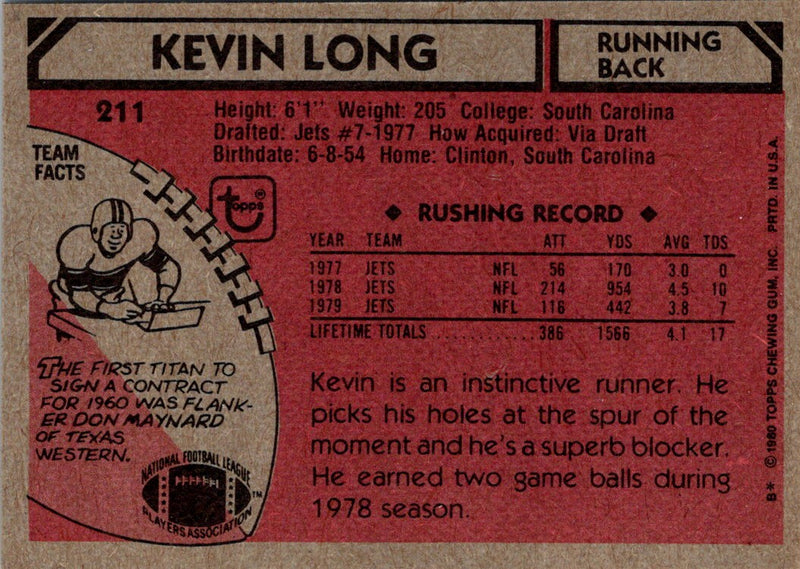 KEVIN LONG
RUNNING
BACK
211
Height: 6'1" Weight: 205 College: South Carolina
Drafted: Jets #7-1977 How Acquired: Via Draft
Birthdate: 6-8-54 Home: Clinton, South Carolina
TEAM
FACTS
topps®
◆ RUSHING RECORD ◆
YEAR TEAM ATT YDS AVG TDS
1977 JETS NFL 56 170 3.0 0
1978 JETS NFL 214 954 4.5 10
1979 JETS NFL 116 442 3.8 7
LIFETIME TOTALS 386 1566 4.1 17
THE FIRST TITAN TO
SIGN A CONTRACT
FOR 1960 WAS FLANK-
ER DON MAYNARD
OF TEXAS
WESTERN.
Kevin is an instinctive runner. He
picks his holes at the spur of the
moment and he's a superb blocker.
He earned two game balls during
1978 season.
NATIONAL FOOTBALL LEAGUE
PLAYERS ASSOCIATION™
B* © 1980 TOPPS CHEWING GUM, INC. PRTD. IN U.S.A.